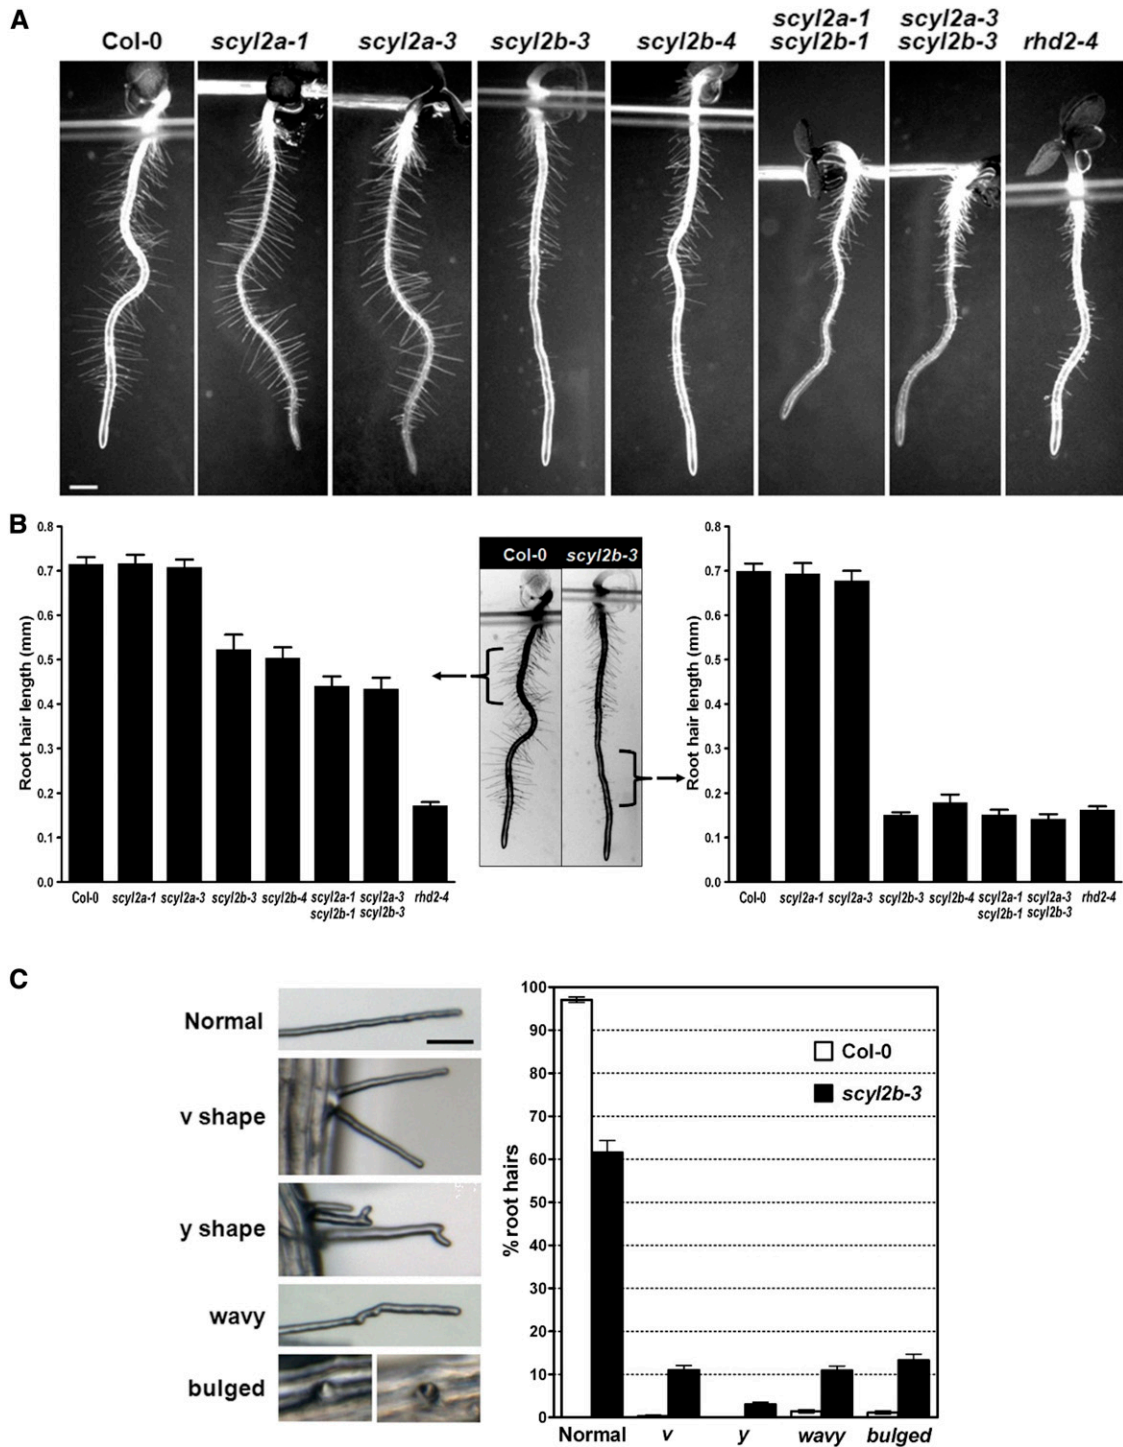 A
Col-0 scyl2a-1 scyl2a-3 scyl2b-3 scyl2b-4 scyl2a-1 scyl2a-3 rhd2-4
scyl2b-1 scyl2b-3
B
Root hair length (mm)
0.8
0.7
0.6
0.5
0.4
0.3
0.2
0.1
0.0
Col-0 scyl2a-1 scyl2a-3 scyl2b-3 scyl2b-4 scyl2a-1 scyl2a-3 rhd2-4
scyl2b-1 scyl2b-3
Col-0 scyl2b-3
Root hair length (mm)
0.8
0.7
0.6
0.5
0.4
0.3
0.2
0.1
0.0
Col-0 scyl2a-1 scyl2a-3 scyl2b-3 scyl2b-4 scyl2a-1 scyl2a-3 rhd2-4
scyl2b-1 scyl2b-3
C
Normal
v shape
y shape
wavy
bulged
% root hairs
100
90
80
70
60
50
40
30
20
10
0
Col-0
scyl2b-3
Normal v y wavy bulged